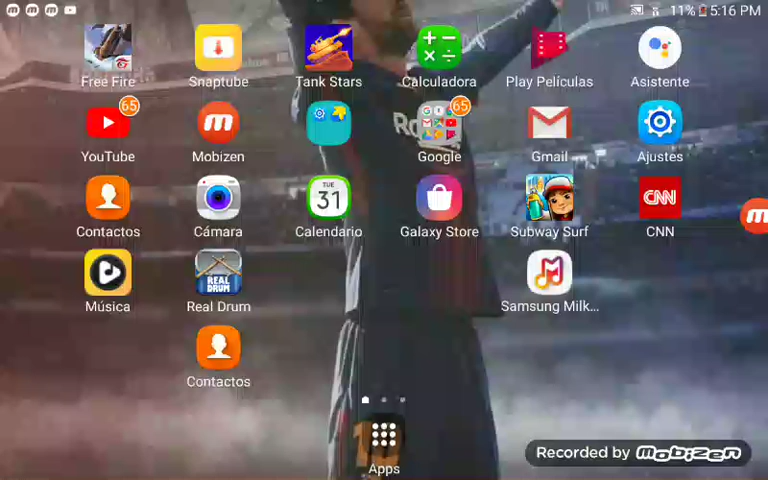 11% 5:16 PM
Free Fire
Snaptube
Tank Stars
Calculadora
Play Películas
Asistente
65
65
YouTube
Mobizen
Google
Gmail
Ajustes
TUE
31
CNN
Contactos
Cámara
Calendario
Galaxy Store
Subway Surf
CNN
REAL
DRUM
Música
Real Drum
Samsung Milk...
Contactos
Apps
Recorded by Mobizen